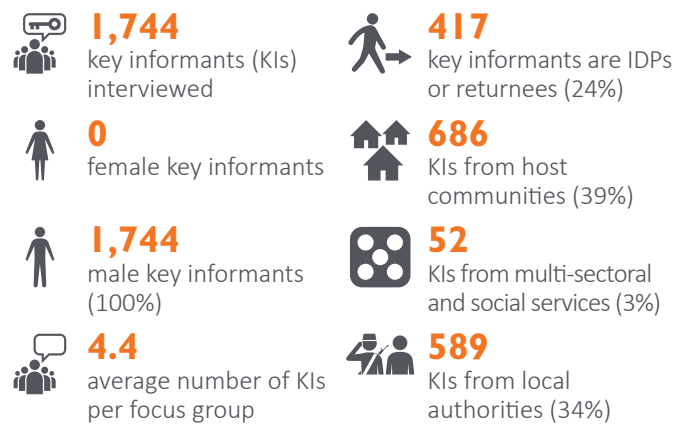 1,744
key informants (KIs)
interviewed
0
female key informants
1,744
male key informants
(100%)
4.4
average number of KIs
per focus group
417
key informants are IDPs
or returnees (24%)
686
KIs from host
communities (39%)
52
KIs from multi-sectoral
and social services (3%)
589
KIs from local
authorities (34%)